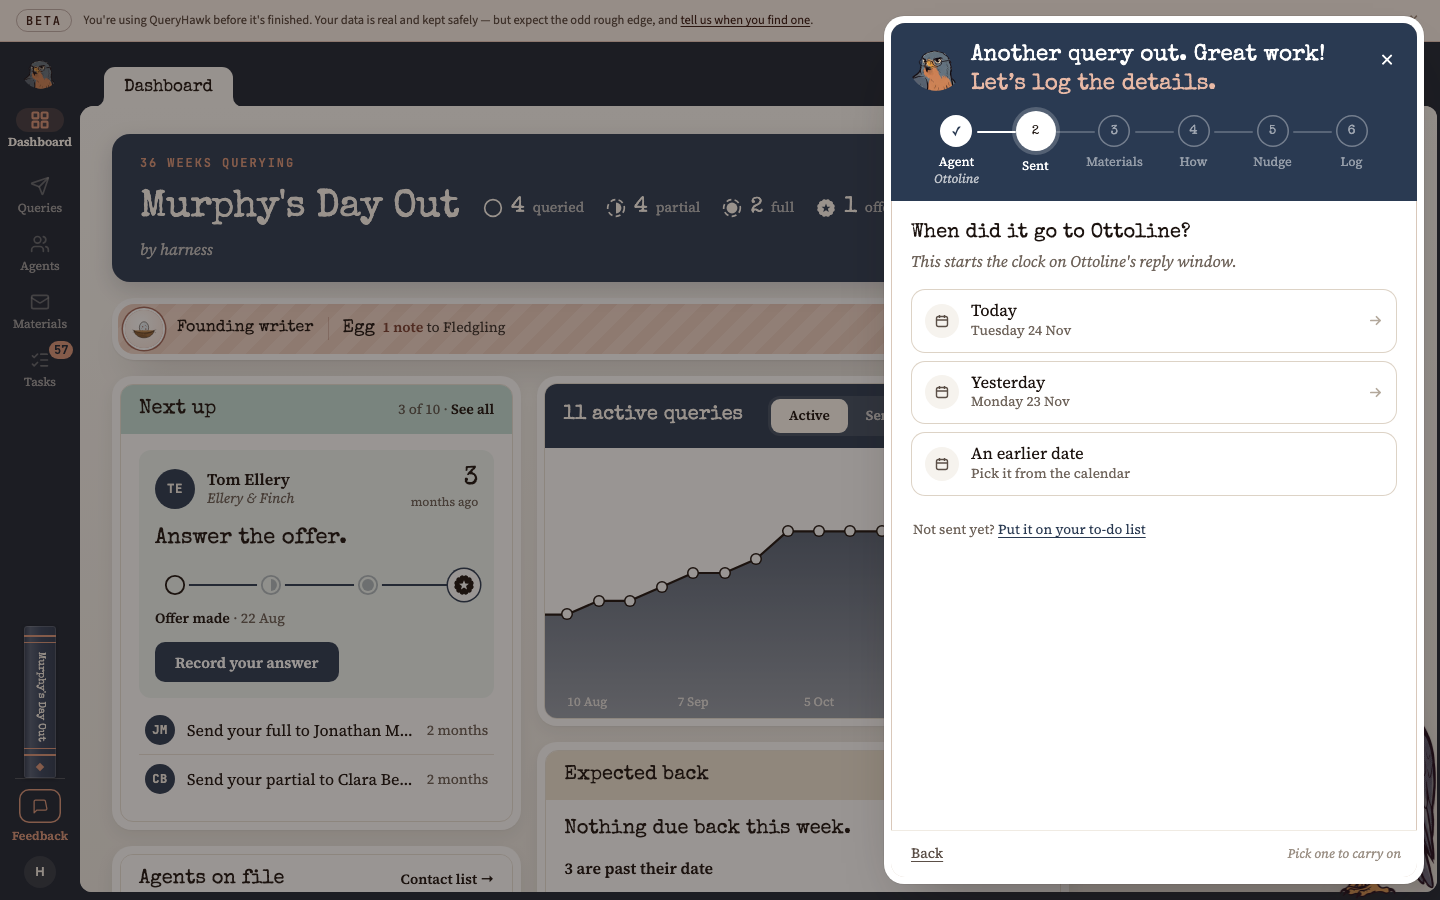 BETA You're using QueryHawk before it's finished. Your data is real and kept safely — but expect the odd rough edge, and tell us when you find one.
Dashboard
Queries
Agents
Materials
57
Tasks
Murphy's Day Out
Feedback
H
Dashboard
36 WEEKS QUERYING
Murphy's Day Out
4 queried
4 partial
2 full
1
by harness
Founding writer
Egg 1 note to Fledgling
Next up
3 of 10 · See all
TE
Tom Ellery
Ellery & Finch
3
months ago
Answer the offer.
Offer made · 22 Aug
Record your answer
JM Send your full to Jonathan M... 2 months
CB Send your partial to Clara Be... 2 months
Agents on file
Contact list →
11 active queries
Active
10 Aug
7 Sep
5 Oct
Expected back
Nothing due back this week.
3 are past their date
Another query out. Great work!
Let's log the details.
✓ 2 3 4 5 6
Agent Sent Materials How Nudge Log
Ottoline
When did it go to Ottoline?
This starts the clock on Ottoline's reply window.
Today
Tuesday 24 Nov
Yesterday
Monday 23 Nov
An earlier date
Pick it from the calendar
Not sent yet? Put it on your to-do list
Back
Pick one to carry on